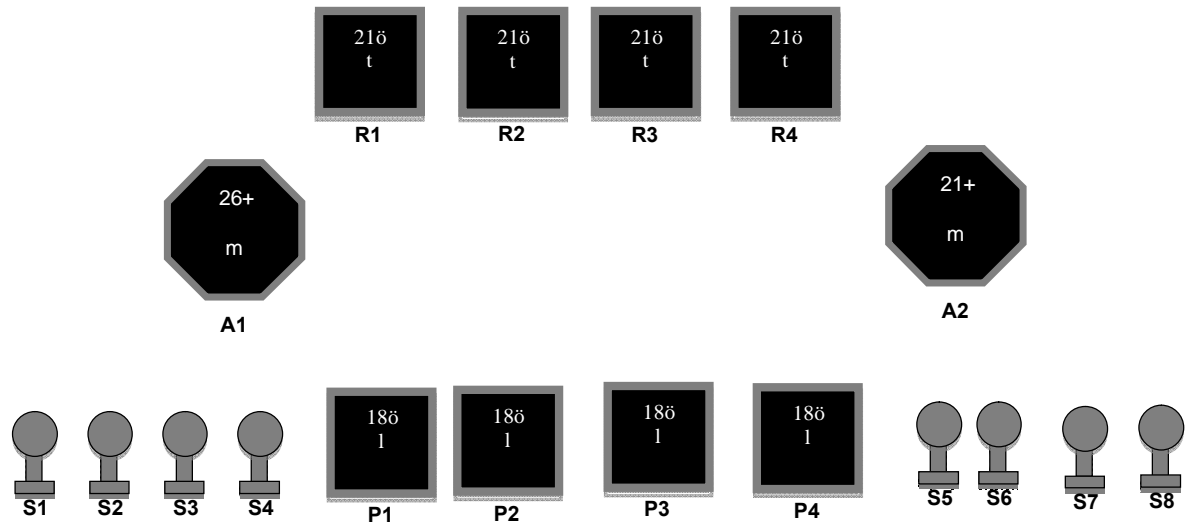 21ö 21ö 21ö 21ö
t t t t
R1 R2 R3 R4
26+ 21+
m m
A1 A2
18ö 18ö 18ö 18ö
l l l l
S1 S2 S3 S4 P1 P2 P3 P4 S5 S6 S7 S8